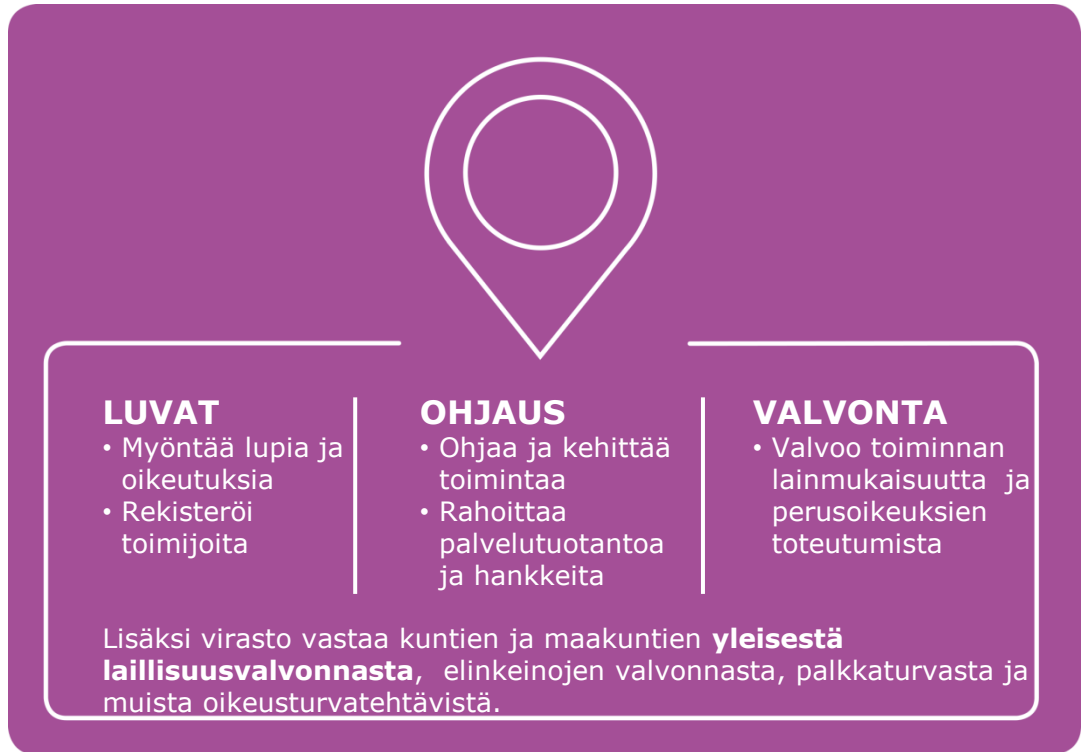 LUVAT
• Myöntää lupia ja
oikeutuksia
• Rekisteröi
toimijoita
OHJAUS
• Ohjaa ja kehittää
toimintaa
• Rahoittaa
palvelutuotantoa
ja hankkeita
VALVONTA
• Valvoo toiminnan
lainmukaisuutta ja
perusoikeuksien
toteutumista
Lisäksi virasto vastaa kuntien ja maakuntien yleisestä
laillisuusvalvonnasta, elinkeinojen valvonnasta, palkkaturvasta ja
muista oikeusturvatehtävistä.